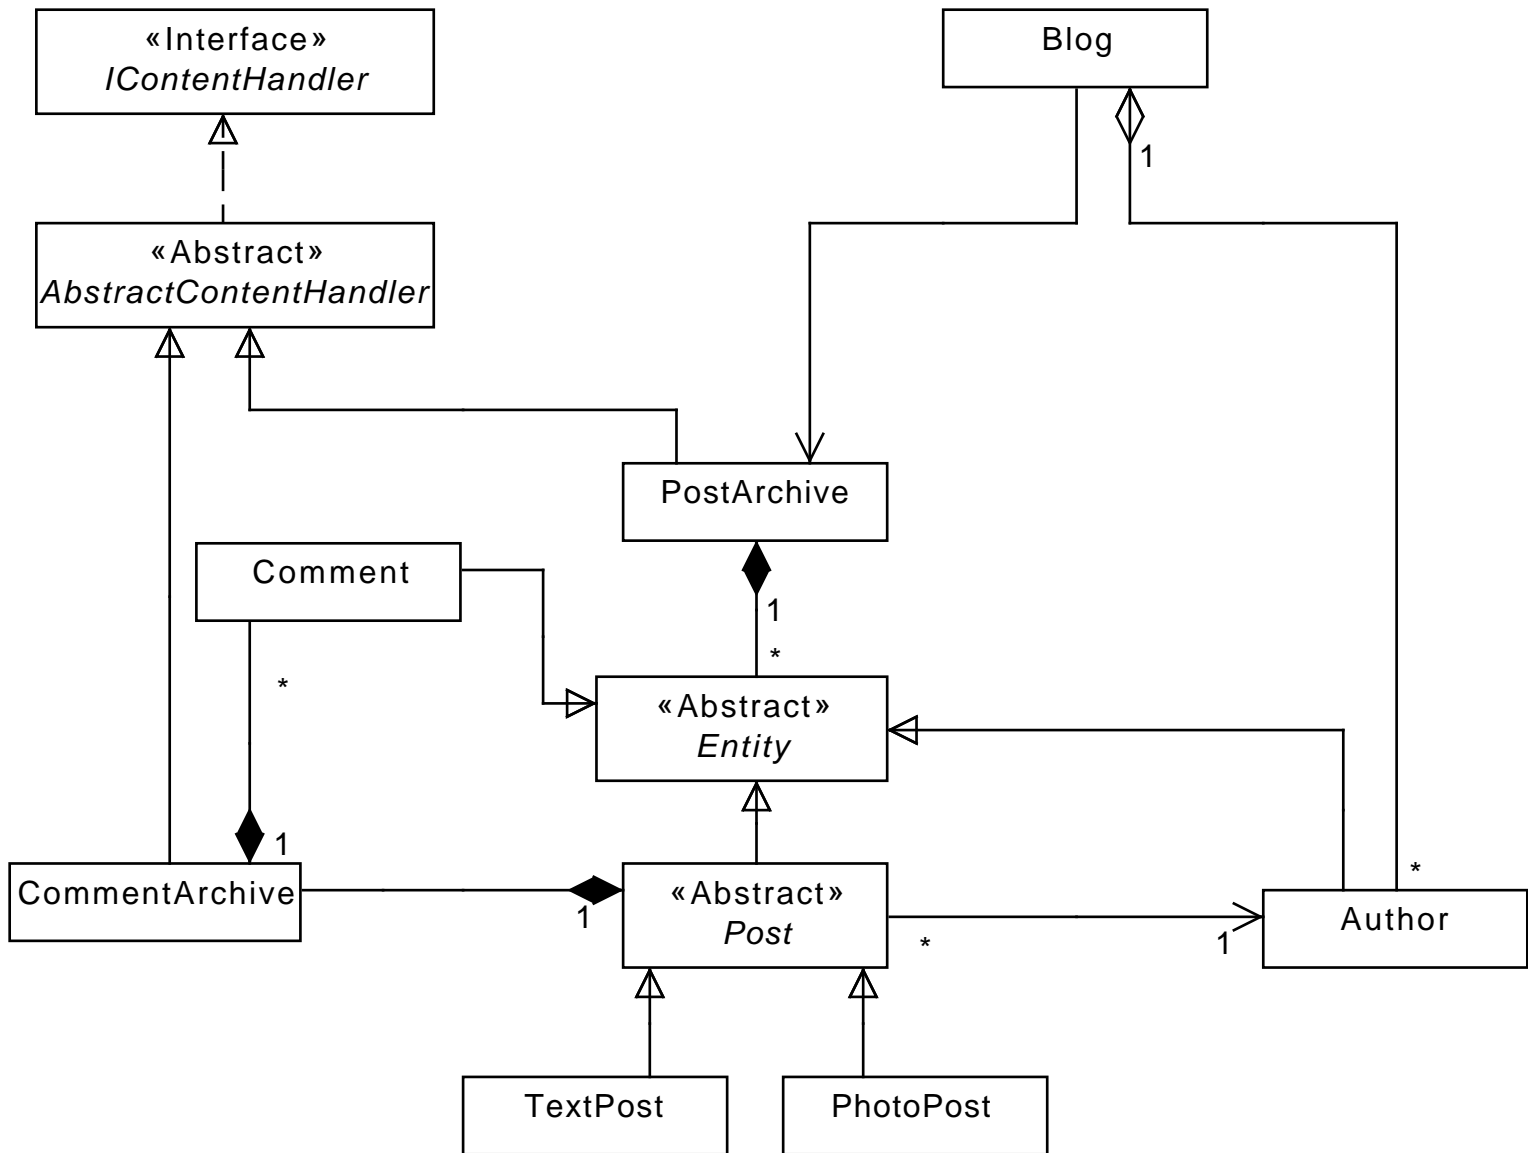 «Interface»
IContentHandler
Blog
1
«Abstract»
AbstractContentHandler
PostArchive
Comment
1
*
*
«Abstract»
Entity
1
*
CommentArchive
1
«Abstract»
Post
*
1
Author
TextPost
PhotoPost